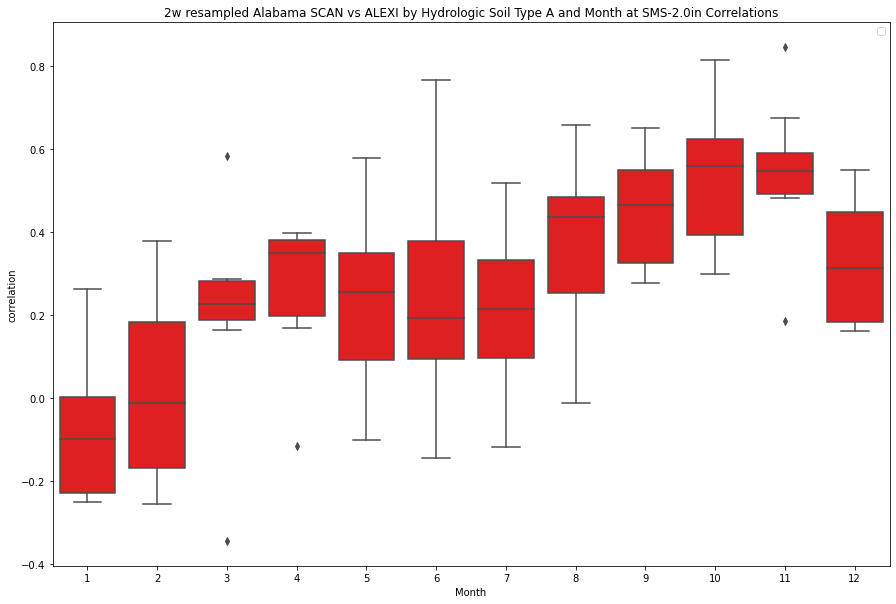 2w resampled Alabama SCAN vs ALEXI by Hydrologic Soil Type A and Month at SMS-2.0in Correlations
0.8
0.6
0.4
0.2
0.0
−0.2
−0.4
correlation
1 2 3 4 5 6 7 8 9 10 11 12
Month